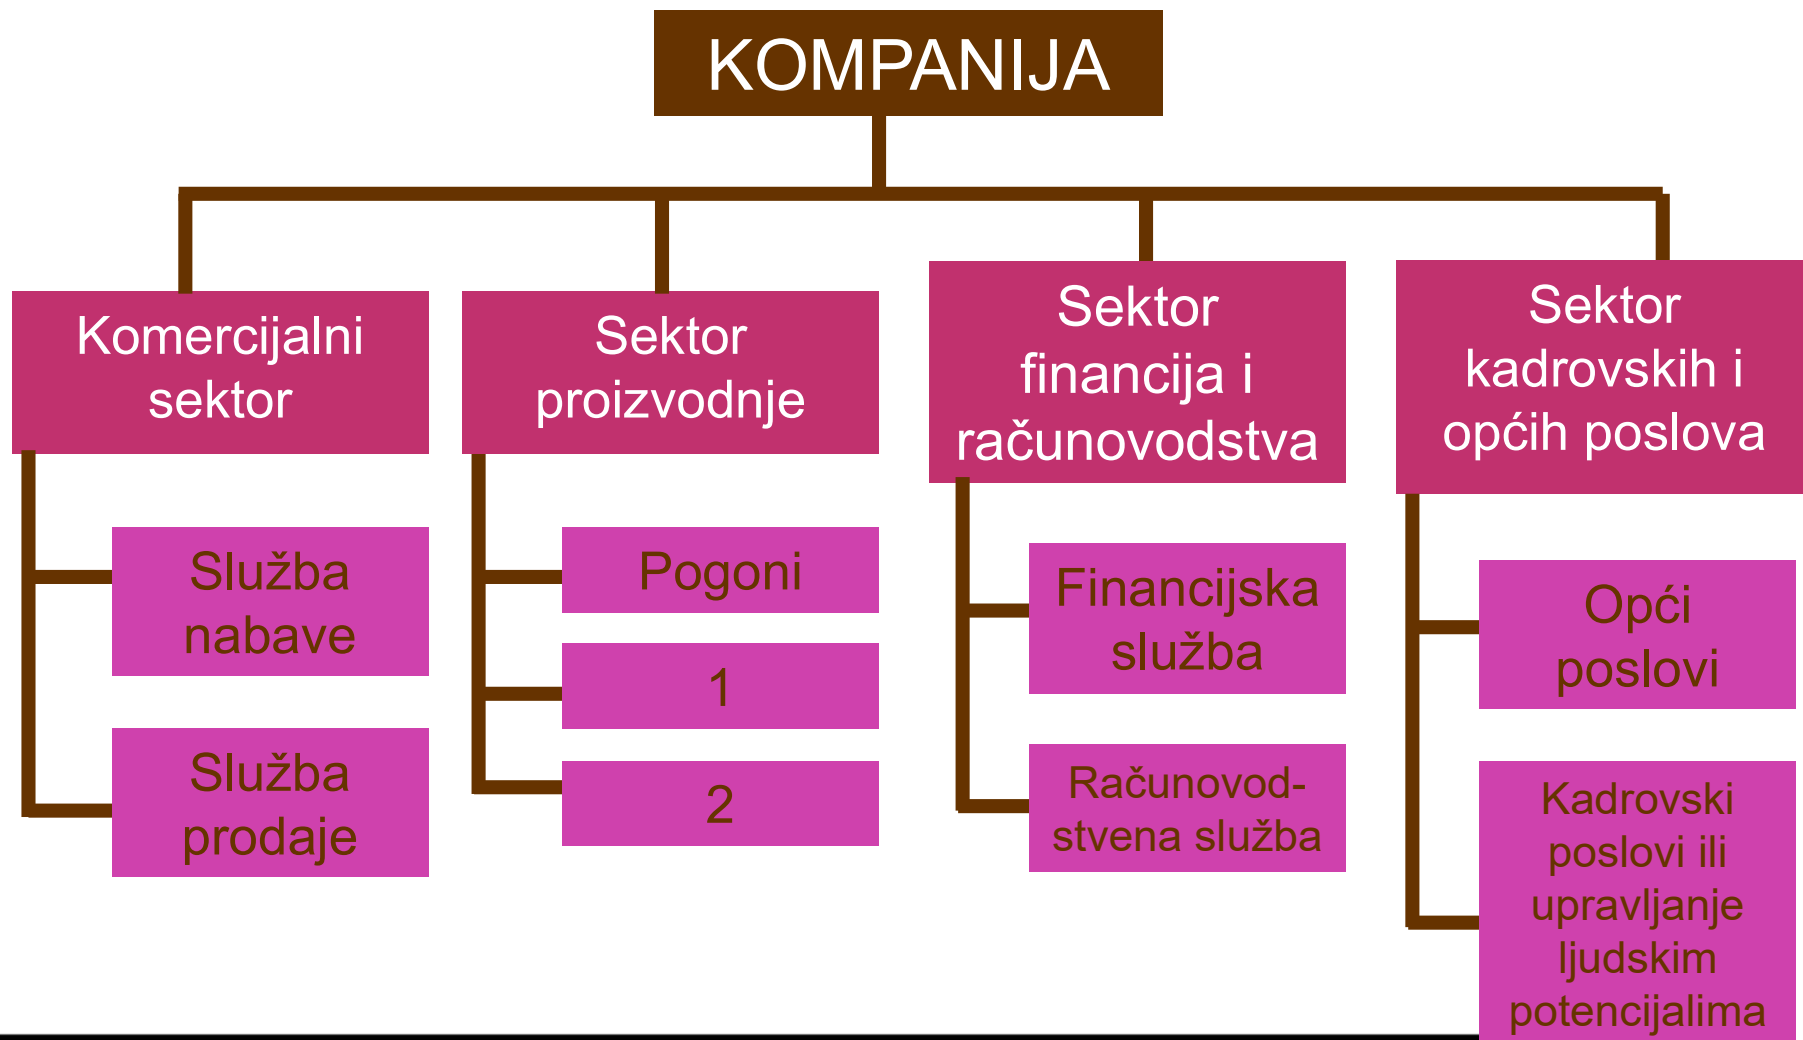 KOMPANIJA
Komercijalni
sektor
Služba
nabave
Služba
prodaje
Sektor
proizvodnje
Pogoni
1
2
Sektor
financija i
računovodstva
Financijska
služba
Računovod-
stvena služba
Sektor
kadrovskih i
općih poslova
Opći
poslovi
Kadrovski
poslovi ili
upravljanje
ljudskim
potencijalima